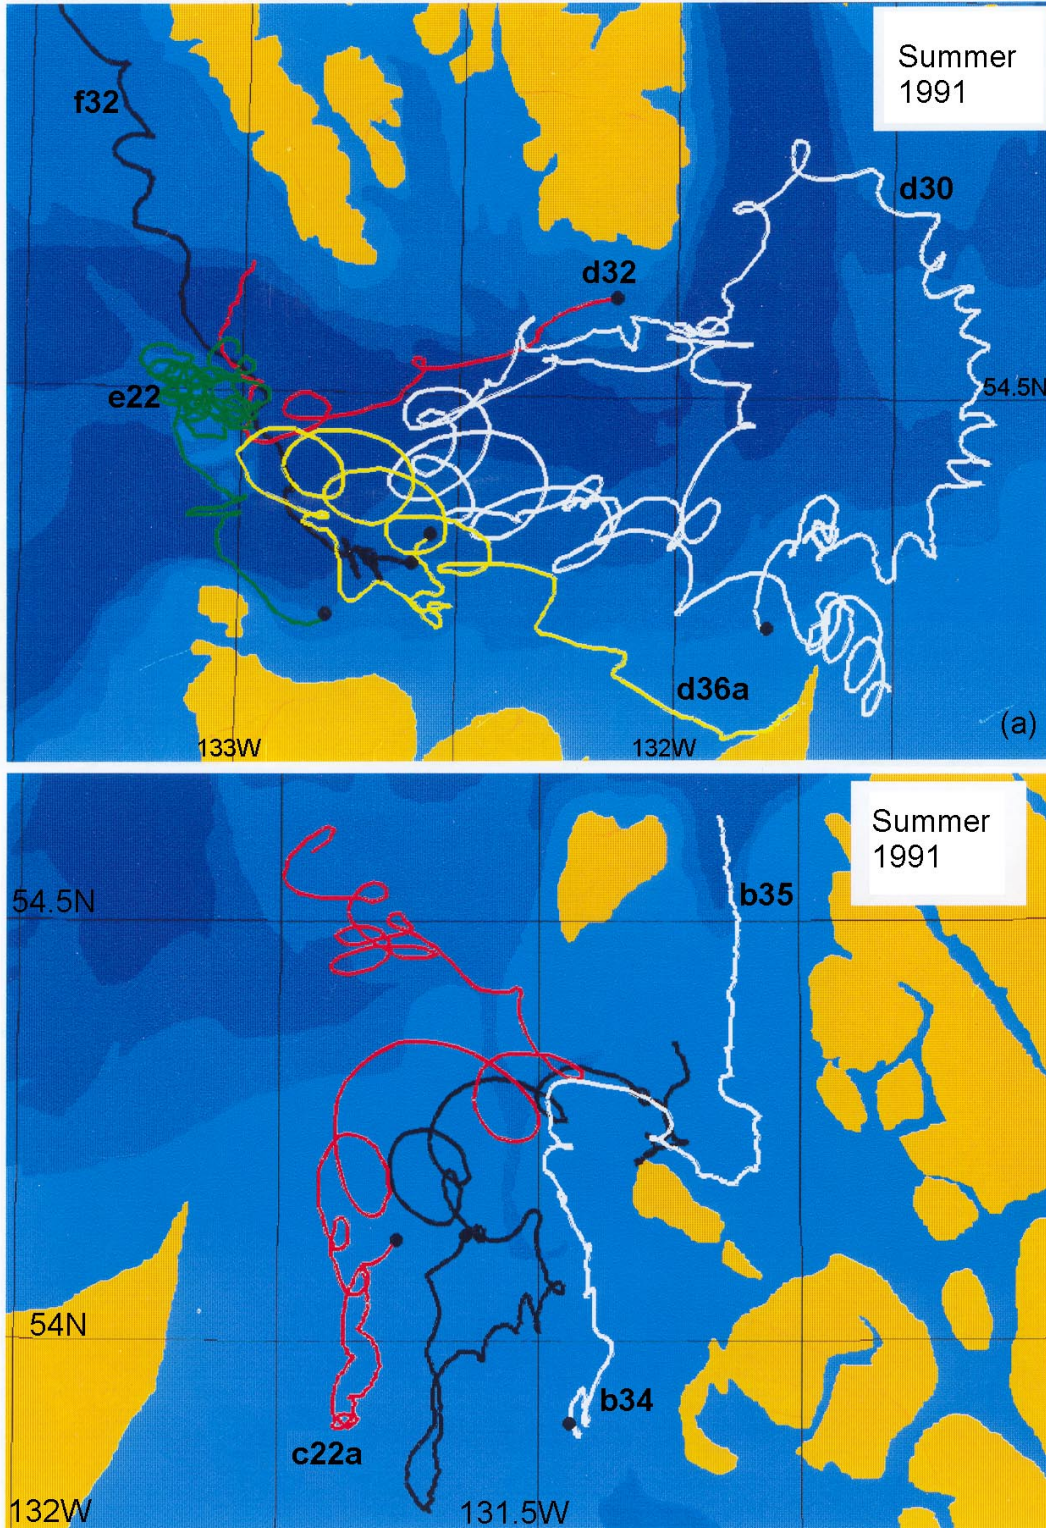 Summer
1991
f32
d30
d32
e22
54.5N
d36a
(a)
133W
132W
Summer
1991
54.5N
b35
54N
b34
c22a
132W
131.5W